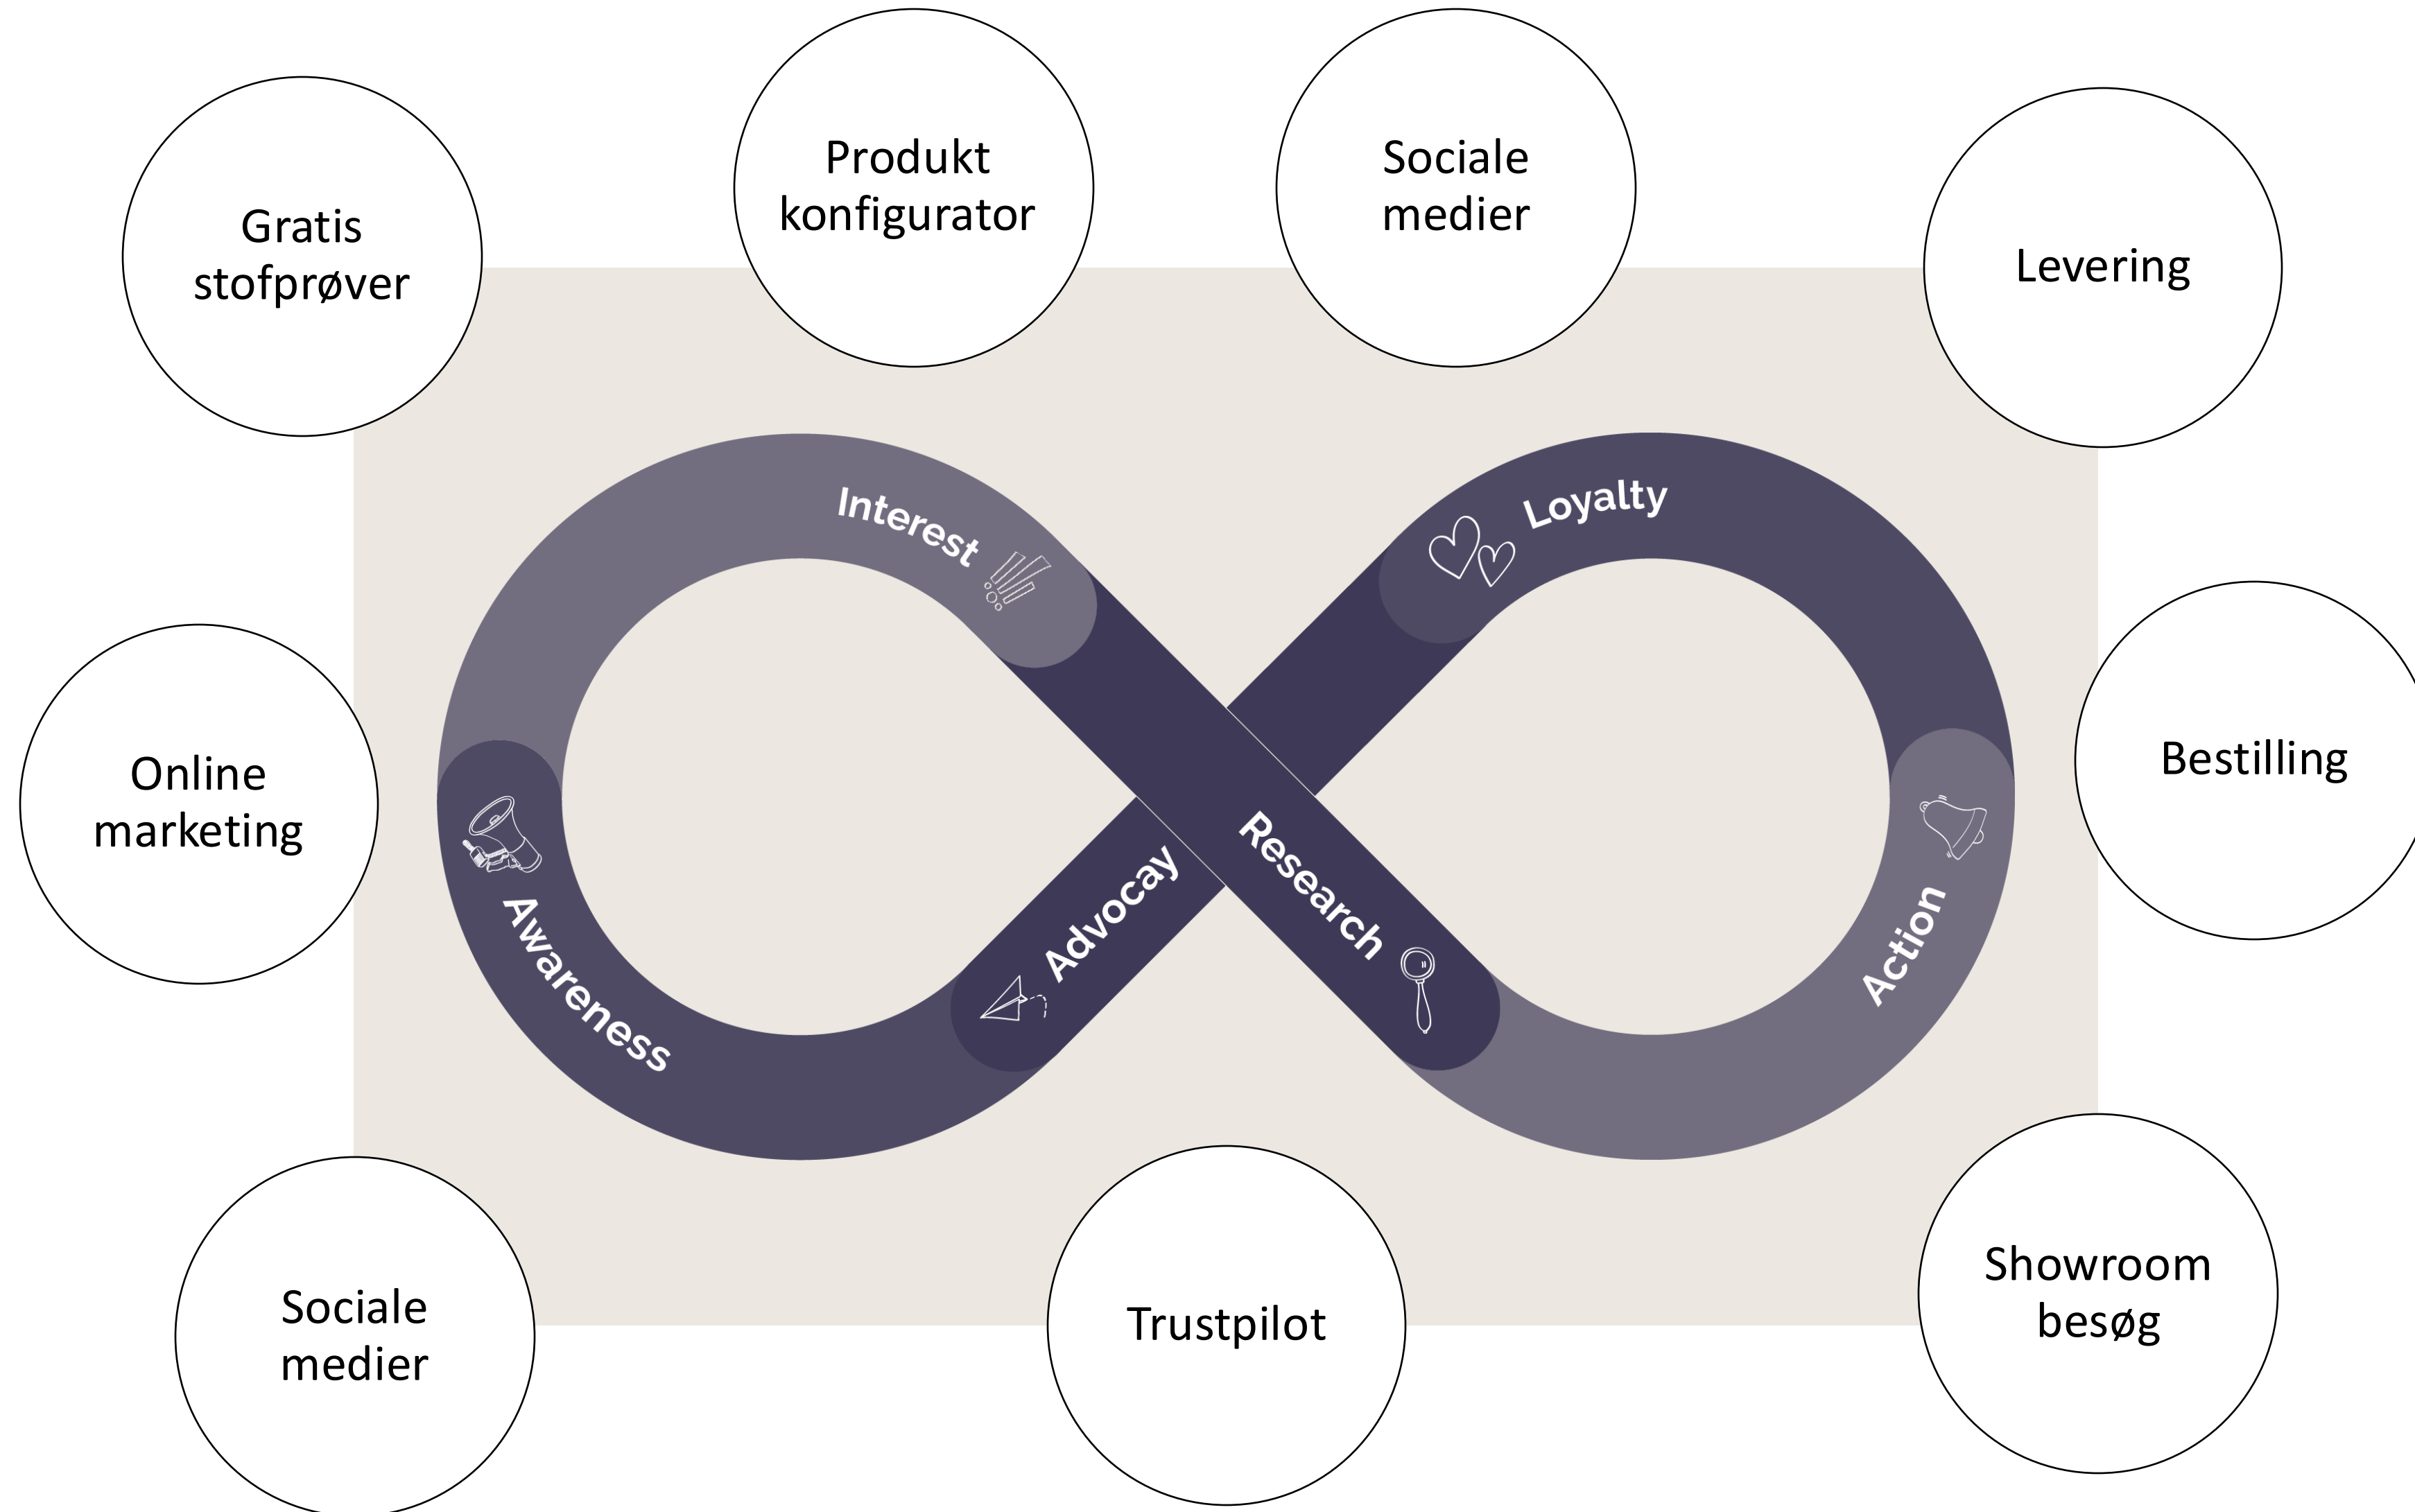 Produkt
konfigurator
Sociale
medier
Gratis
stofprøver
Levering
Interest
Loyalty
Online
marketing
Bestilling
Awareness
Advocay
Research
Action
Sociale
medier
Trustpilot
Showroom
besøg